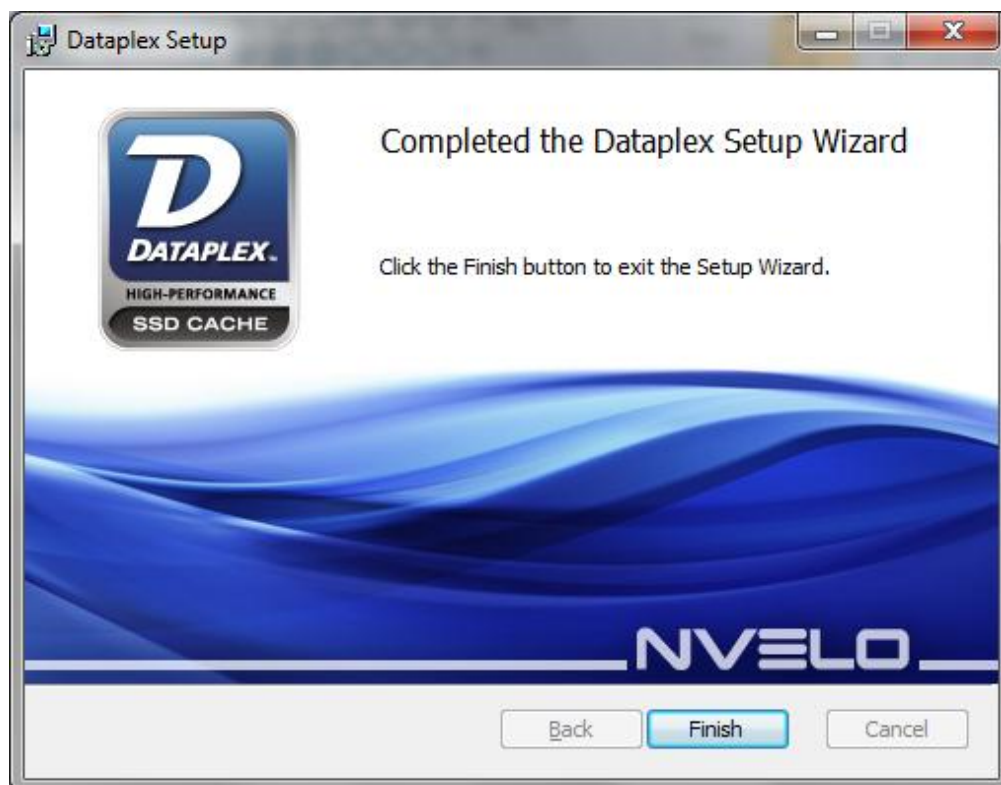 Dataplex Setup
Completed the Dataplex Setup Wizard
D
DATAPLEX™
HIGH-PERFORMANCE
SSD CACHE
Click the Finish button to exit the Setup Wizard.
NVELO
Back
Finish
Cancel